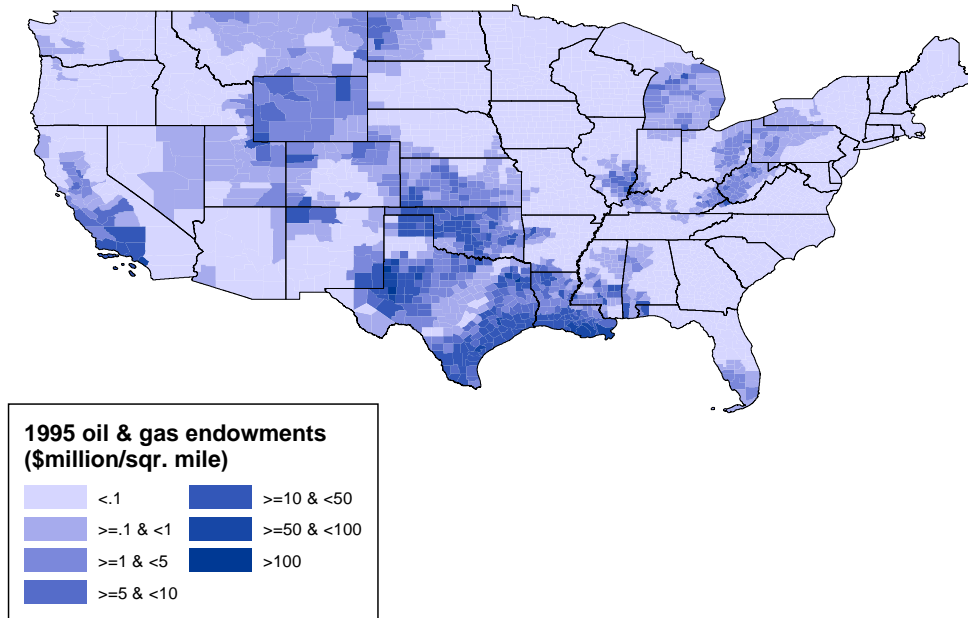 1995 oil & gas endowments
($million/sqr. mile)
<.1
>=.1 & <1
>=1 & <5
>=5 & <10
>=10 & <50
>=50 & <100
>100